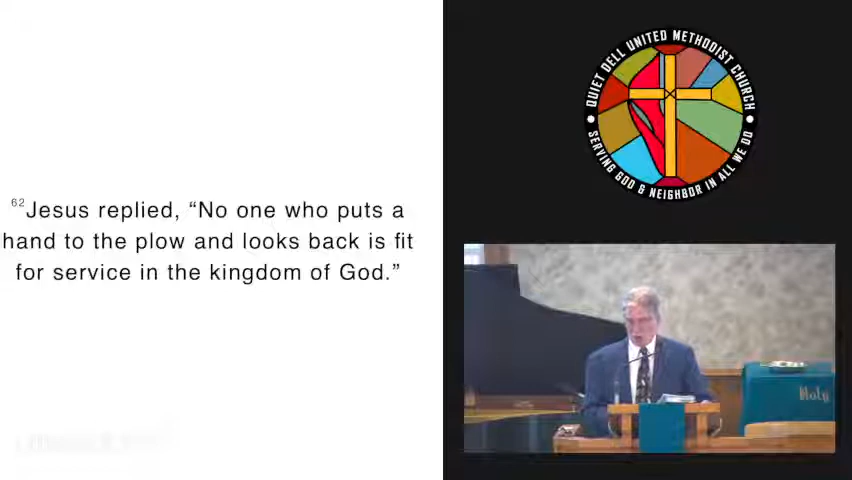 62Jesus replied, “No one who puts a
hand to the plow and looks back is fit
for service in the kingdom of God.”
QUIET DELL UNITED METHODIST CHURCH
SERVING GOD & NEIGHBOR IN ALL WE DO
Holy